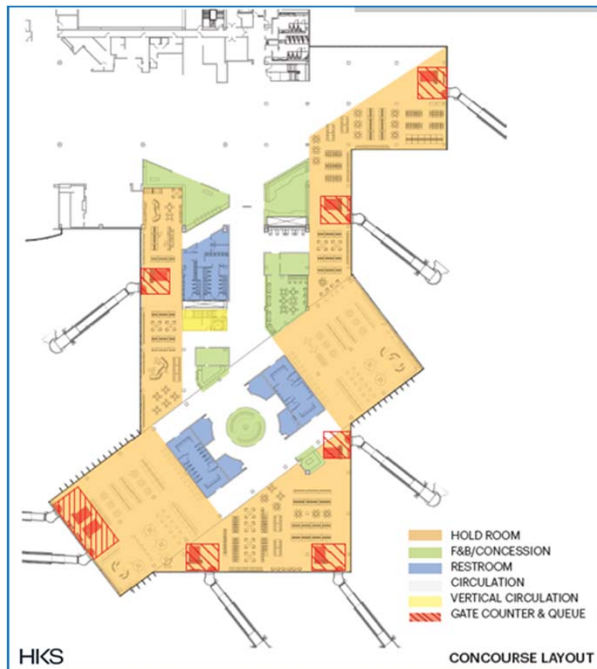 HOLD ROOM
F&B/CONCESSION
RESTROOM
CIRCULATION
VERTICAL CIRCULATION
GATE COUNTER & QUEUE
HKS
CONCOURSE LAYOUT